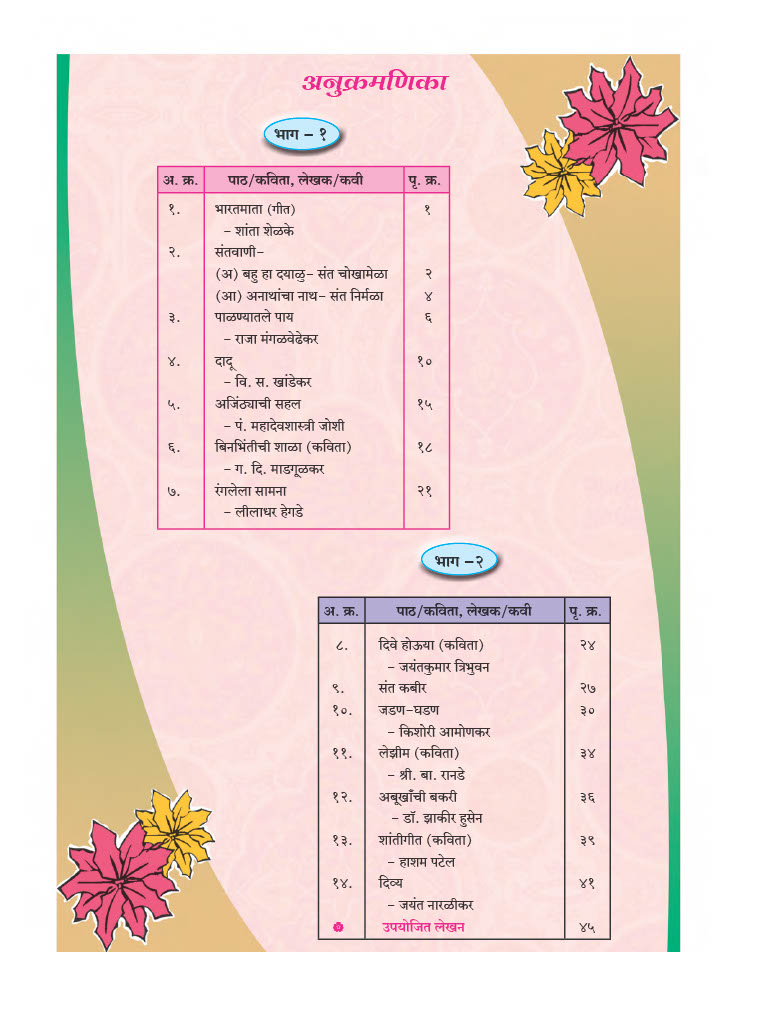 अनुक्रमणिका
भाग – १
अ. क्र. पाठ/कविता, लेखक/कवी पृ. क्र.
१. भारतमाता (गीत) १
– शांता शेळके
२. संतवाणी–
(अ) बहु हा दयाळु– संत चोखामेळा २
(आ) अनाथांचा नाथ– संत निर्मळा ४
३. पाळण्यातले पाय ६
– राजा मंगळवेढेकर
४. दादू १०
– वि. स. खांडेकर
५. अजिंठ्याची सहल १५
– पं. महादेवशास्त्री जोशी
६. बिनभिंतीची शाळा (कविता) १८
– ग. दि. माडगूळकर
७. रंगलेला सामना २१
– लीलाधर हेगडे
भाग –२
अ. क्र. पाठ/कविता, लेखक/कवी पृ. क्र.
८. दिवे होऊया (कविता) २४
– जयंतकुमार त्रिभुवन
९. संत कबीर २७
१०. जडण–घडण ३०
– किशोरी आमोणकर
११. लेझीम (कविता) ३४
– श्री. बा. रानडे
१२. अबूखाँची बकरी ३६
– डॉ. झाकीर हुसेन
१३. शांतीगीत (कविता) ३९
– हाशम पटेल
१४. दिव्य ४१
– जयंत नारळीकर
उपयोजित लेखन ४५